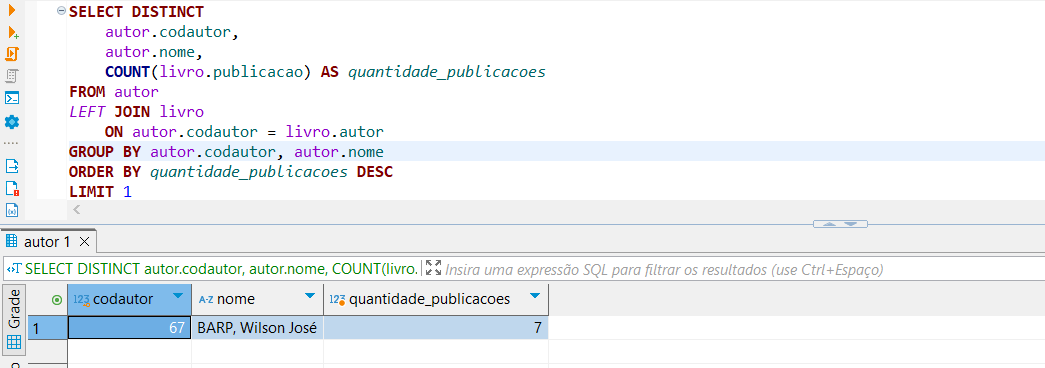 SELECT DISTINCT
autor.codautor,
autor.nome,
COUNT(livro.publicacao) AS quantidade_publicacoes
FROM autor
LEFT JOIN livro
ON autor.codautor = livro.autor
GROUP BY autor.codautor, autor.nome
ORDER BY quantidade_publicacoes DESC
LIMIT 1
autor 1
SELECT DISTINCT autor.codautor, autor.nome, COUNT(livro. Insira uma expressão SQL para filtrar os resultados (use Ctrl+Espaço)
Grade
123 codautor A-Z nome 123 quantidade_publicacoes
1 67 BARP, Wilson José 7